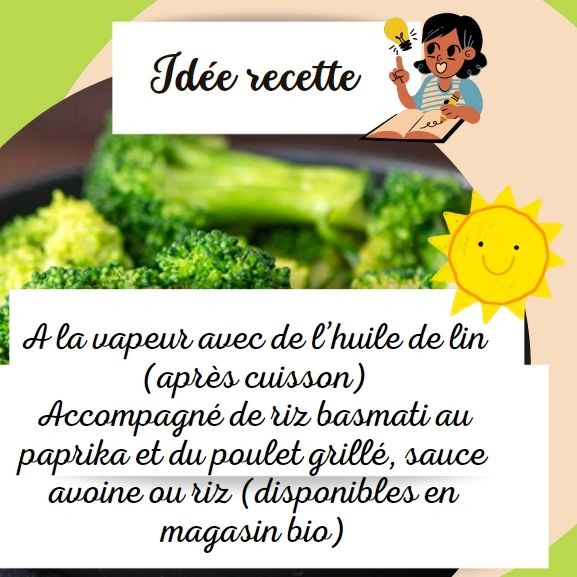 Idée recette
A la vapeur avec de l'huile de lin
(après cuisson)
Accompagné de riz basmati au
paprika et du poulet grillé, sauce
avoine ou riz (disponibles en
magasin bio)